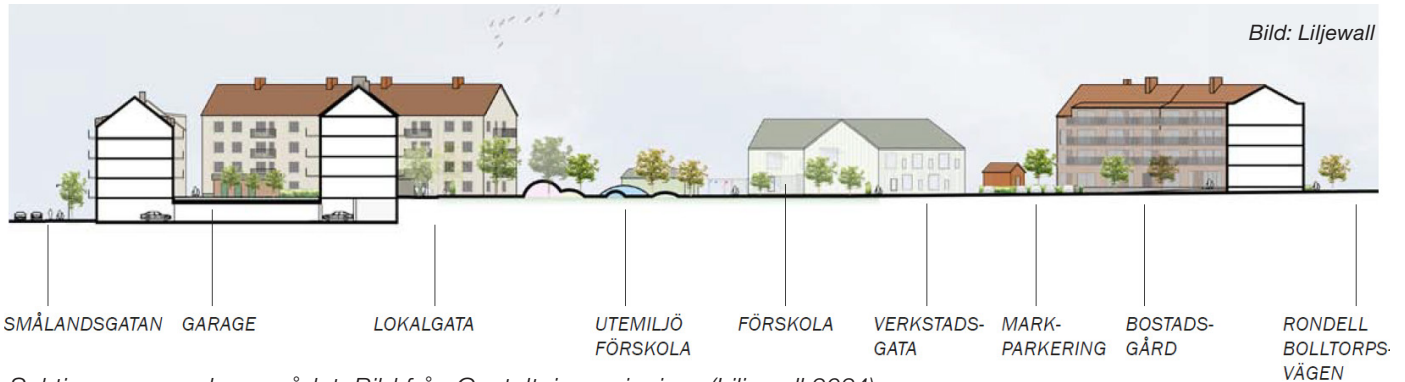 Bild: Liljewall
SMÅLANDSGATAN
GARAGE
LOKALGATA
UTEMILJÖ
FÖRSKOLA
FÖRSKOLA
VERKSTADS-
GATA
MARK-
PARKERING
BOSTADS-
GÅRD
RONDELL
BOLLTORPS-
VÄGEN